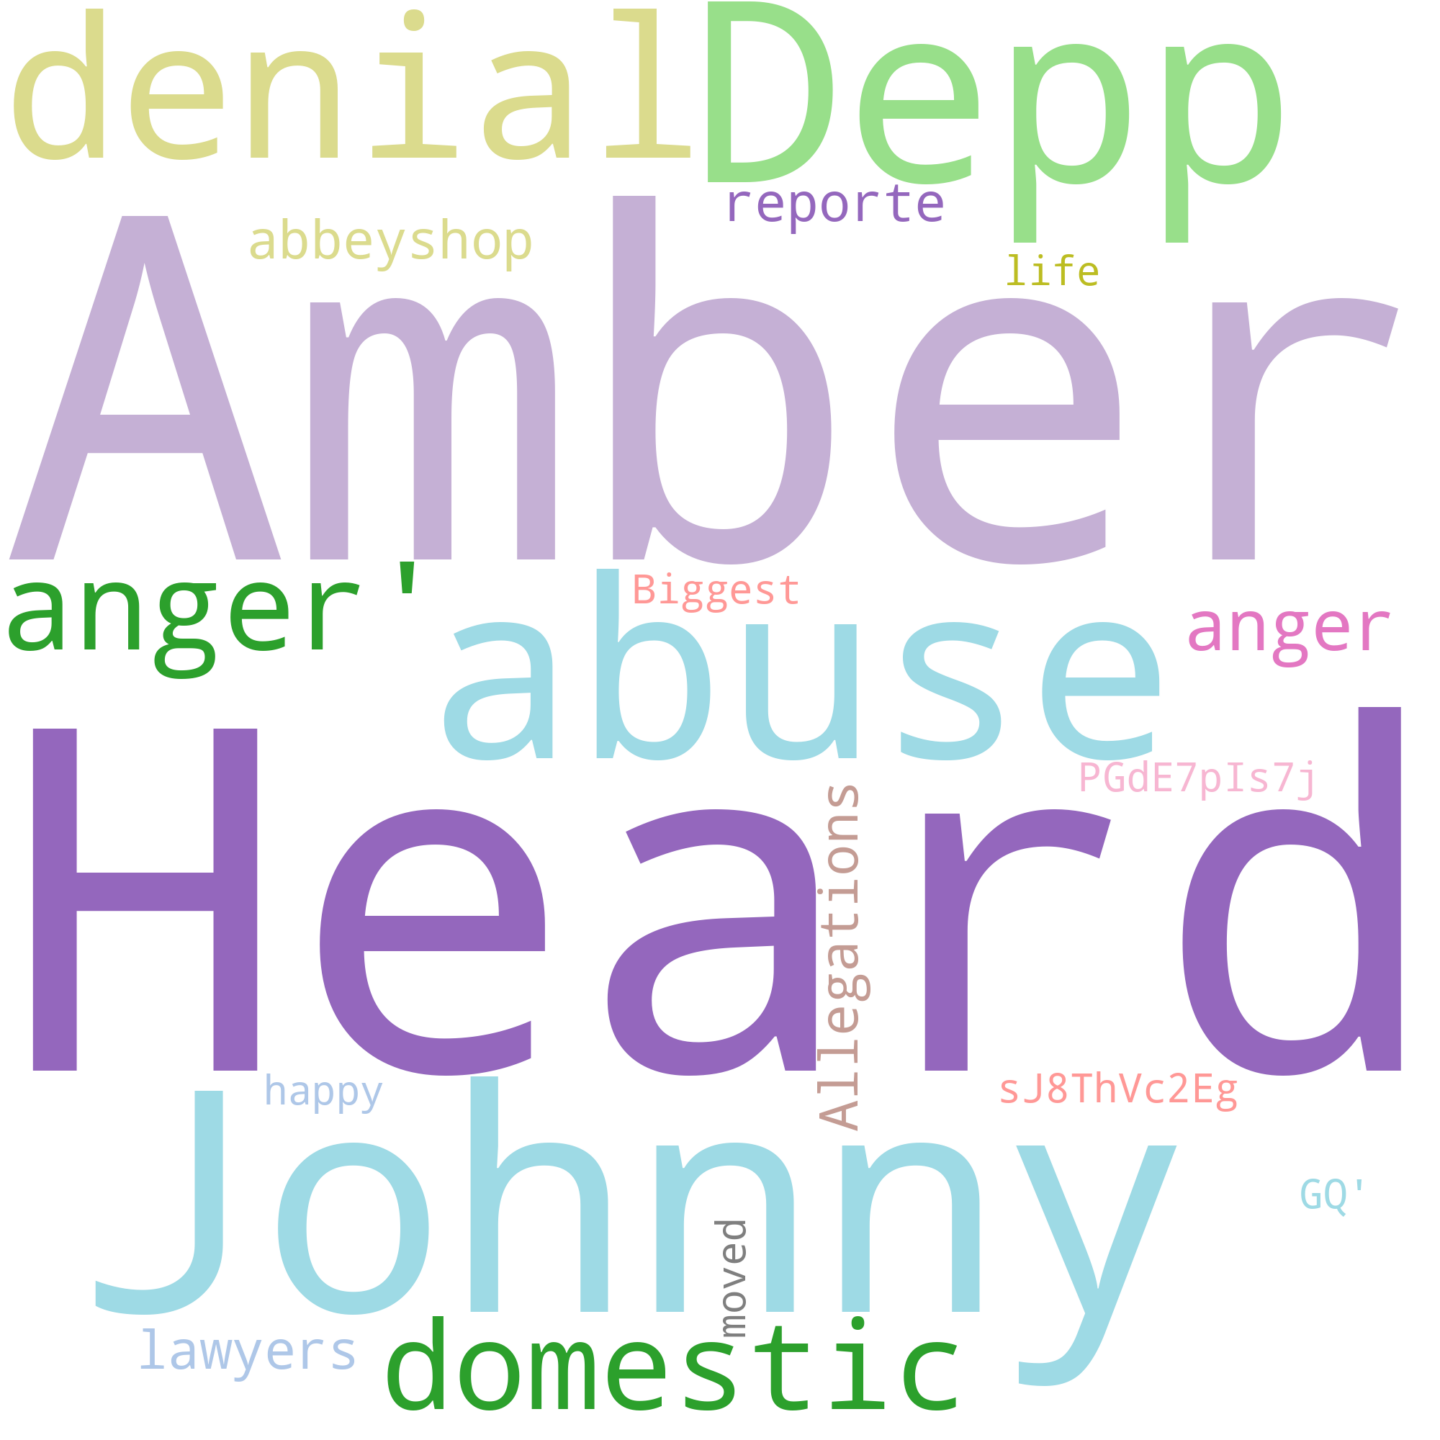 denial Depp
reporte
abbeyshop
life
Amber
anger'
Biggest
anger
abuse
PGdE7pIs7j
Allegations
Heard
happy
sJ8ThVc2Eg
Johnny
GQ'
moved
lawyers
domestic